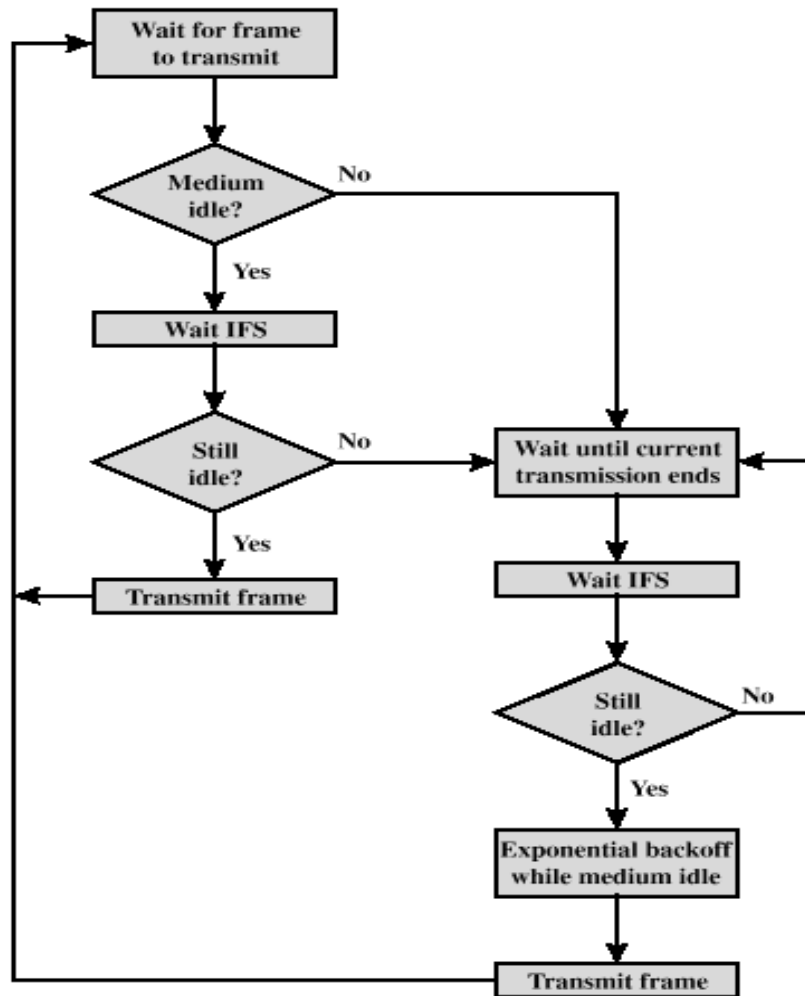 Wait for frame
to transmit
Medium
idle?
No
Yes
Wait IFS
Still
idle?
No
Yes
Transmit frame
Wait until current
transmission ends
Wait IFS
Still
idle?
No
Yes
Exponential backoff
while medium idle
Transmit frame